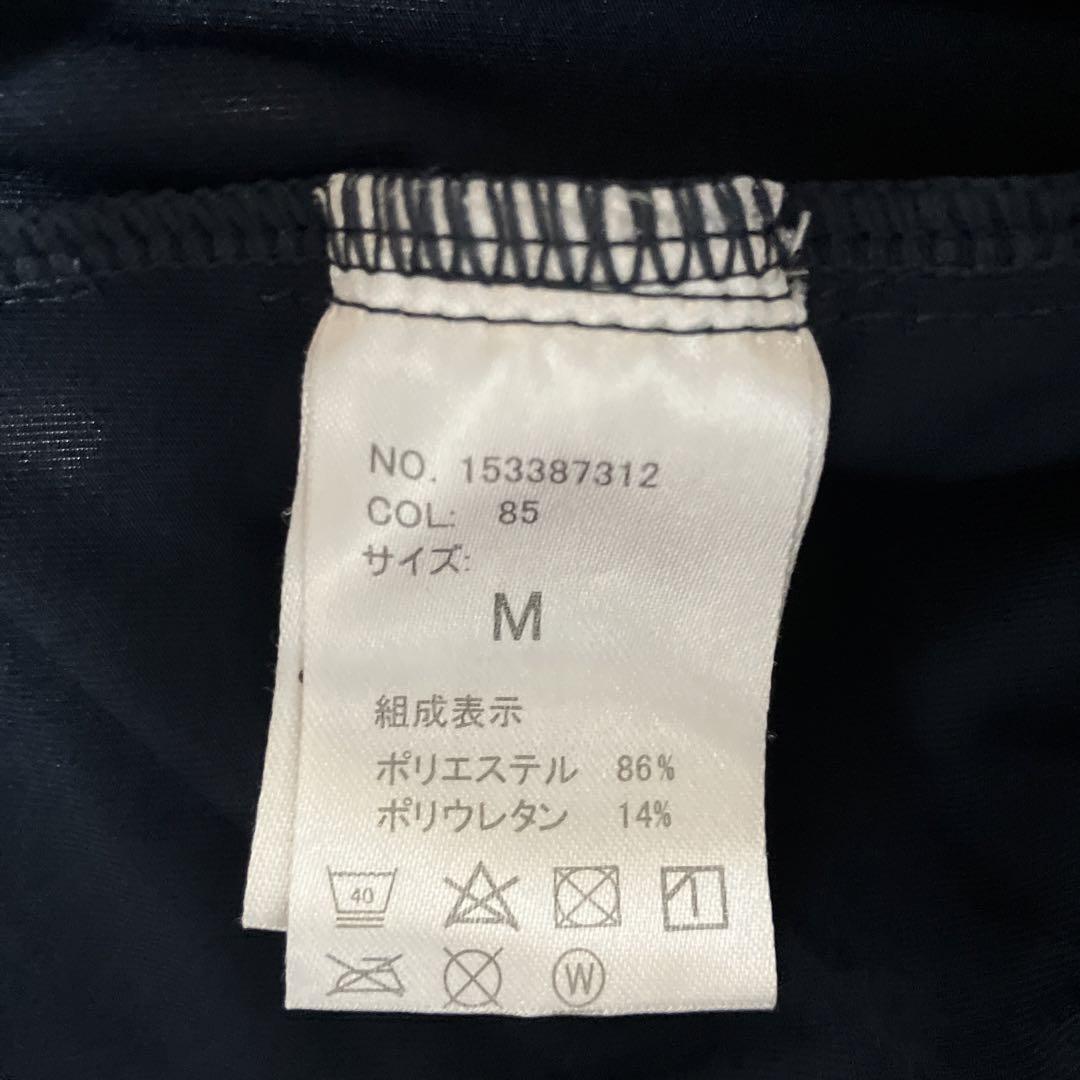 NO. 153387312
COL: 85
サイズ:
M
組成表示
ポリエステル 86%
ポリウレタン 14%
40
W